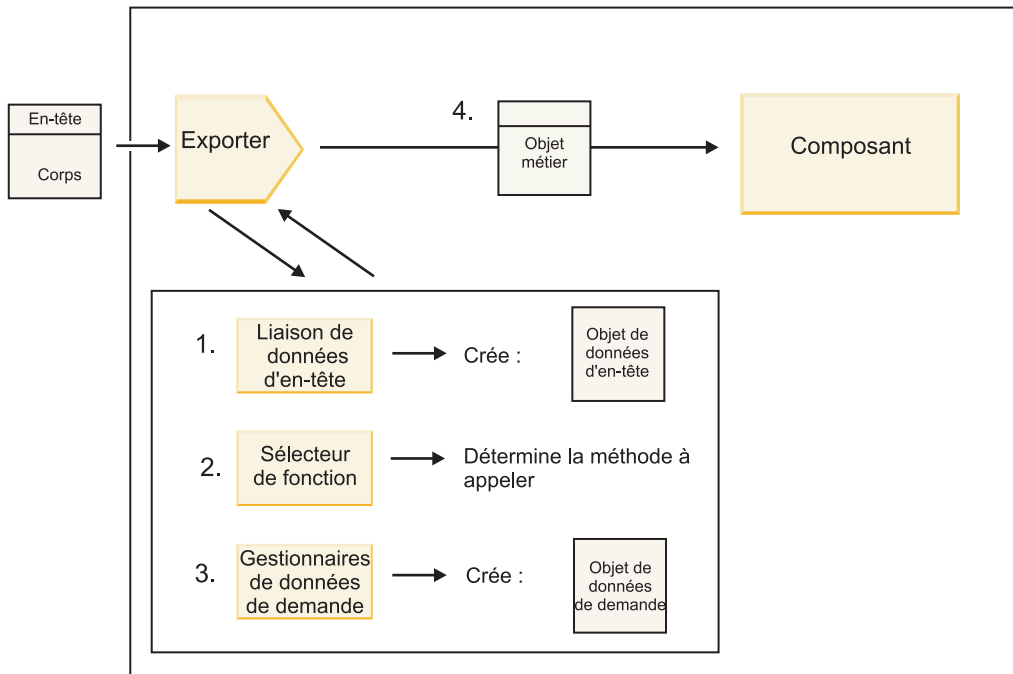 En-tête
Corps
Exporter
4.
Objet
métier
Composant
1.
Liaison de
données
d'en-tête
Crée :
Objet de
données
d'en-tête
2.
Sélecteur
de fonction
Détermine la méthode à
appeler
3.
Gestionnaires
de données
de demande
Crée :
Objet de
données
de demande